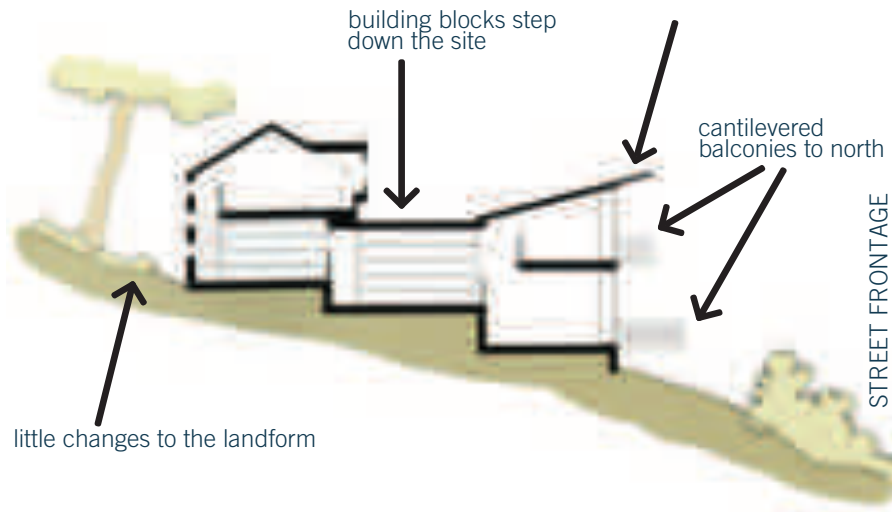 building blocks step
down the site
cantilevered
balconies to north
STREET FRONTAGE
little changes to the landform